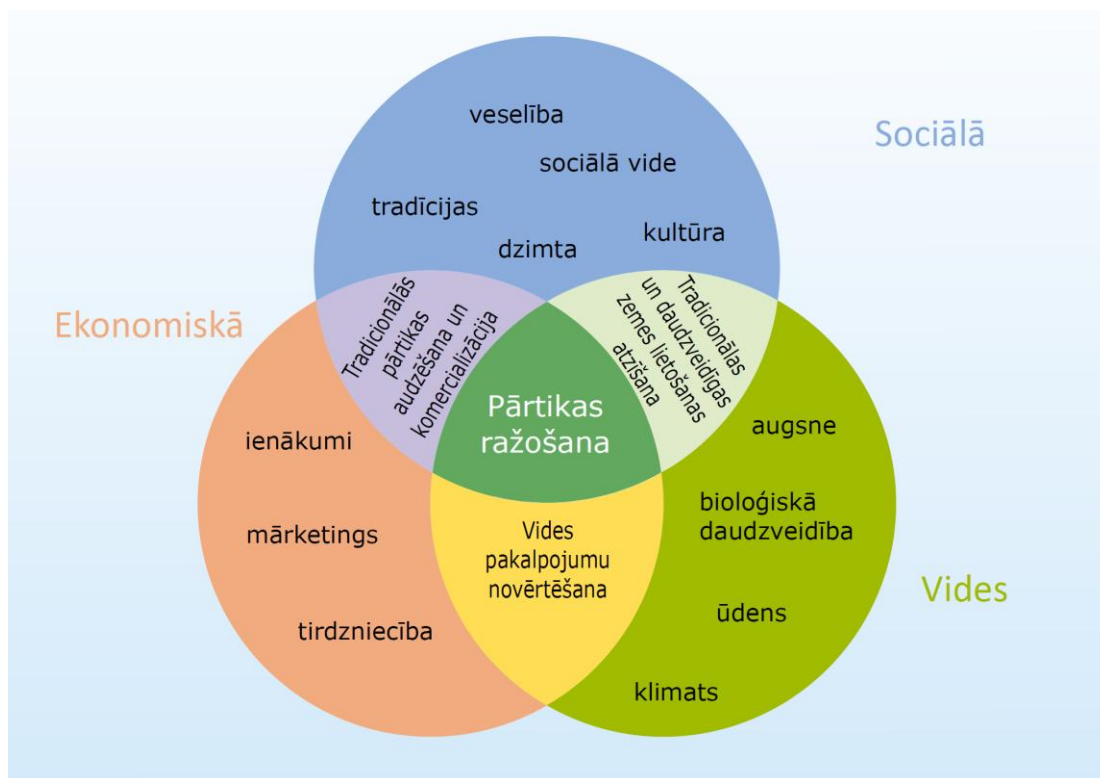 Sociālā
veselība
sociālā vide
tradīcijas
kultūra
dzimta
Ekonomiskā
Tradicionālās
pārtikas
audzēšana un
komercializācija
Tradicionālas
un daudzveidīgas
zemes lietošanas
atzīšana
Pārtikas
ražošana
ienākumi
mārketings
tirdzniecība
Vides
pakalpojumu
novērtēšana
augsne
bioloģiskā
daudzveidība
ūdens
klimats
Vides